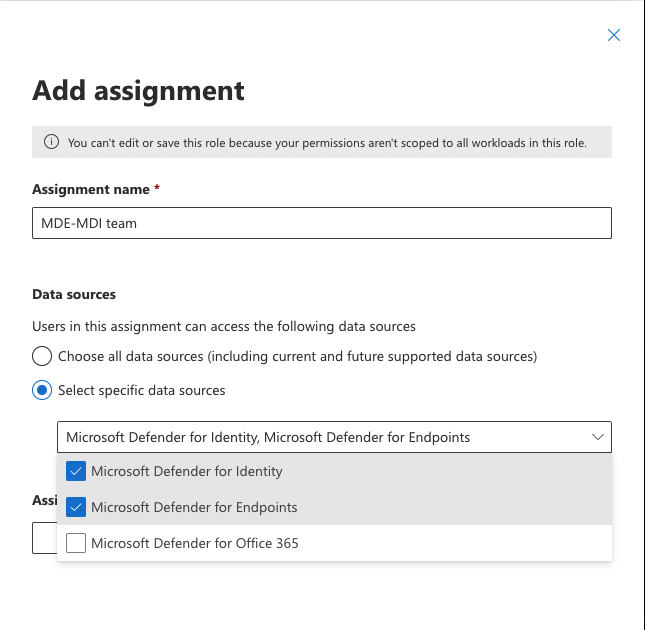 Add assignment
You can't edit or save this role because your permissions aren't scoped to all workloads in this role.
Assignment name *
MDE-MDI team
Data sources
Users in this assignment can access the following data sources
Choose all data sources (including current and future supported data sources)
Select specific data sources
Microsoft Defender for Identity, Microsoft Defender for Endpoints
Microsoft Defender for Identity
Microsoft Defender for Endpoints
Assi
Microsoft Defender for Office 365